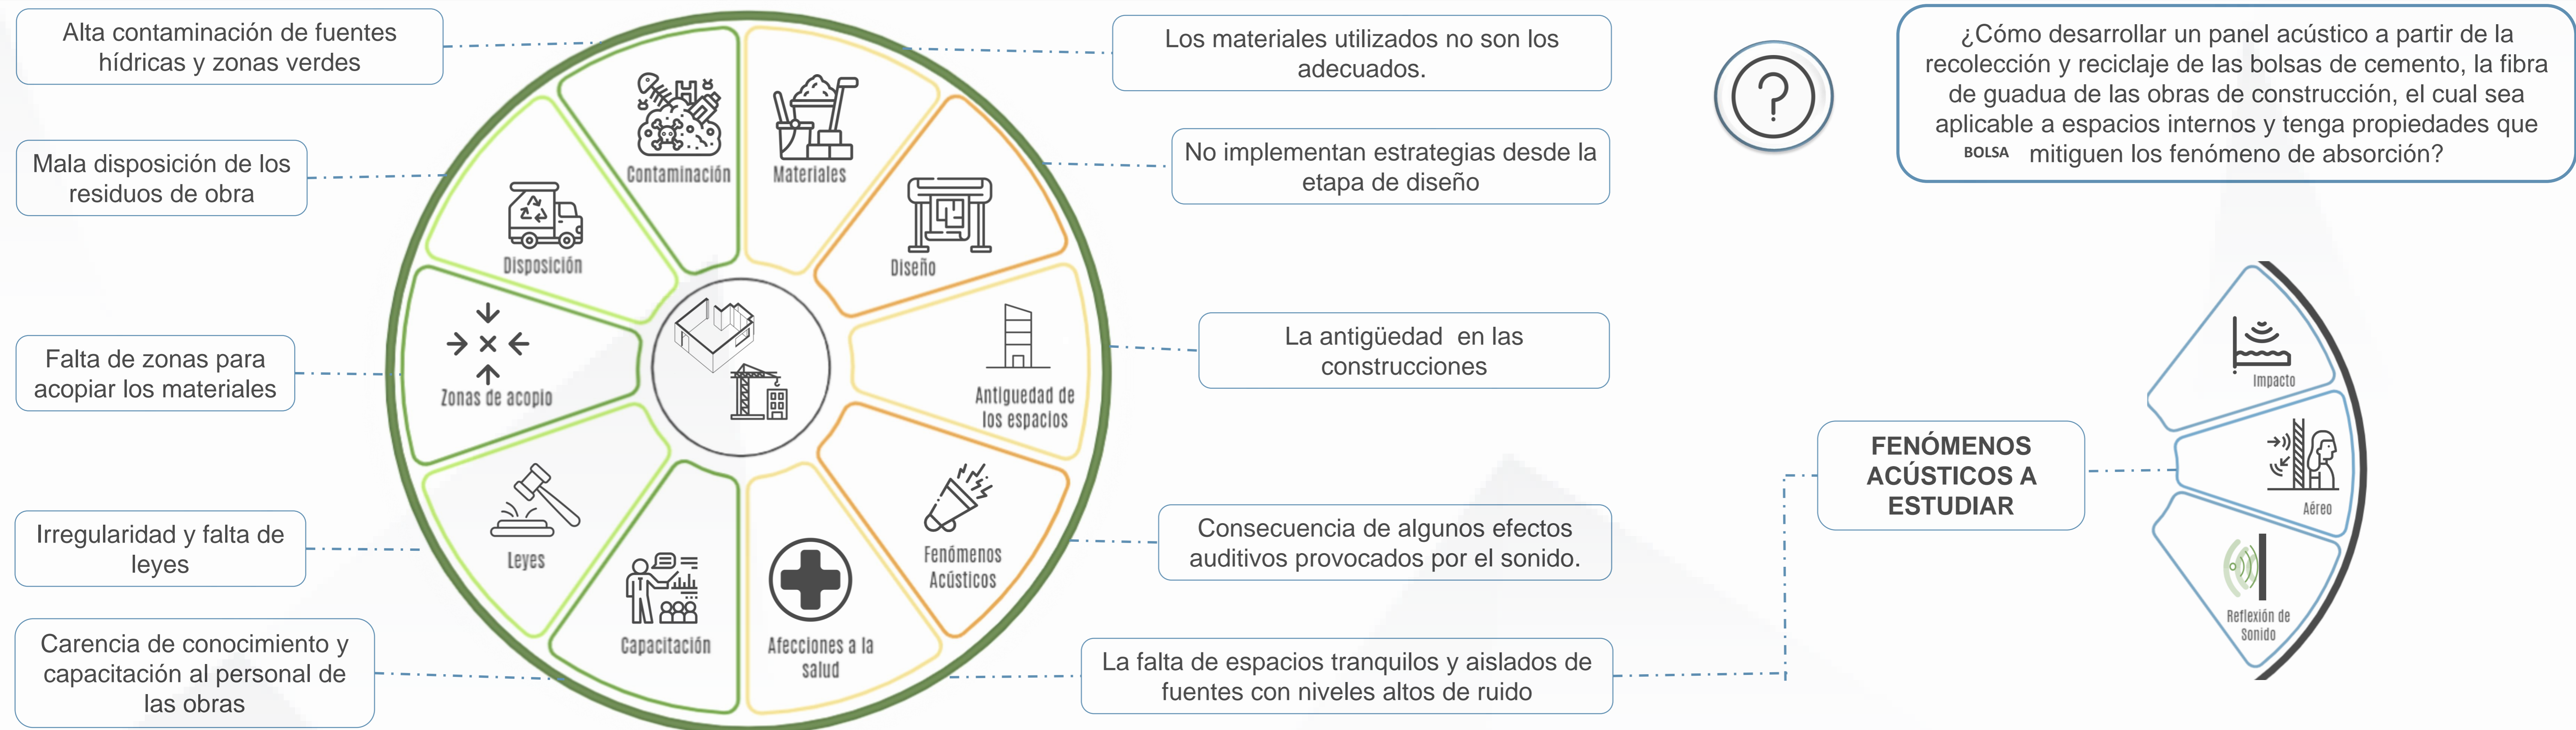 Alta contaminación de fuentes
hídricas y zonas verdes
Mala disposición de los
residuos de obra
Falta de zonas para
acopiar los materiales
Irregularidad y falta de
leyes
Carencia de conocimiento y
capacitación al personal de
las obras
Contaminación
Materiales
Disposición
Diseño
Zonas de acopio
Antiguedad de
los espacios
Leyes
Fenómenos
Acústicos
Capacitación
Afecciones a la
salud
Los materiales utilizados no son los
adecuados.
No implementan estrategias desde la
etapa de diseño
La antigüedad en las
construcciones
Consecuencia de algunos efectos
auditivos provocados por el sonido.
La falta de espacios tranquilos y aislados de
fuentes con niveles altos de ruido
?
¿Cómo desarrollar un panel acústico a partir de la
recolección y reciclaje de las bolsas de cemento, la fibra
de guadua de las obras de construcción, el cual sea
aplicable a espacios internos y tenga propiedades que
BOLSA mitiguen los fenómeno de absorción?
FENÓMENOS
ACÚSTICOS A
ESTUDIAR
Impacto
Aéreo
Reflexión de
Sonido